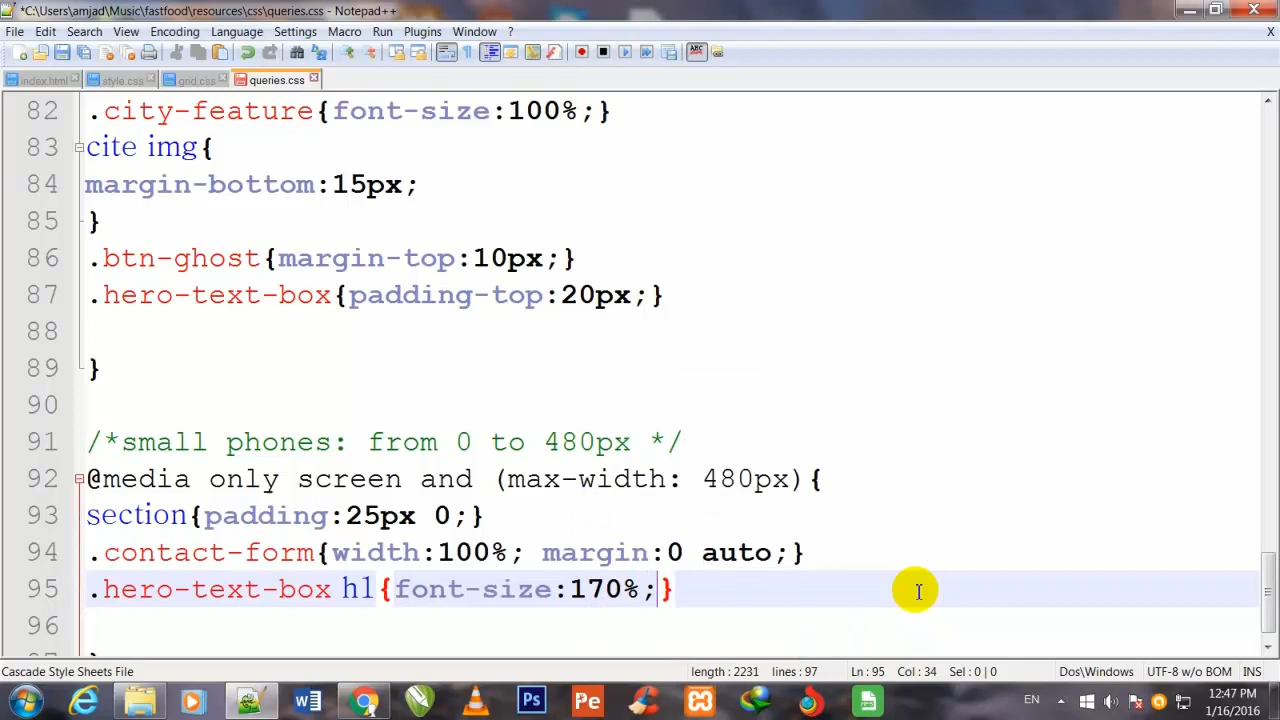 *C:\Users\amjad\Music\fastfood\resources\css\queries.css - Notepad++
File Edit Search View Encoding Language Settings Macro Run Plugins Window ? X
index.html style.css grid.css queries.css
82 .city-feature{font-size:100%;}
83 cite img{
84 margin-bottom:15px;
85 }
86 .btn-ghost{margin-top:10px;}
87 .hero-text-box{padding-top:20px;}
88
89 }
90
91 /*small phones: from 0 to 480px */
92 @media only screen and (max-width: 480px){
93 section{padding:25px 0;}
94 .contact-form{width:100%; margin:0 auto;}
95 .hero-text-box h1{font-size:170%;}
96
Cascade Style Sheets File length : 2231 lines : 97 Ln : 95 Col : 34 Sel : 0 | 0 Dos\Windows UTF-8 w/o BOM INS
EN 12:47 PM
1/16/2016